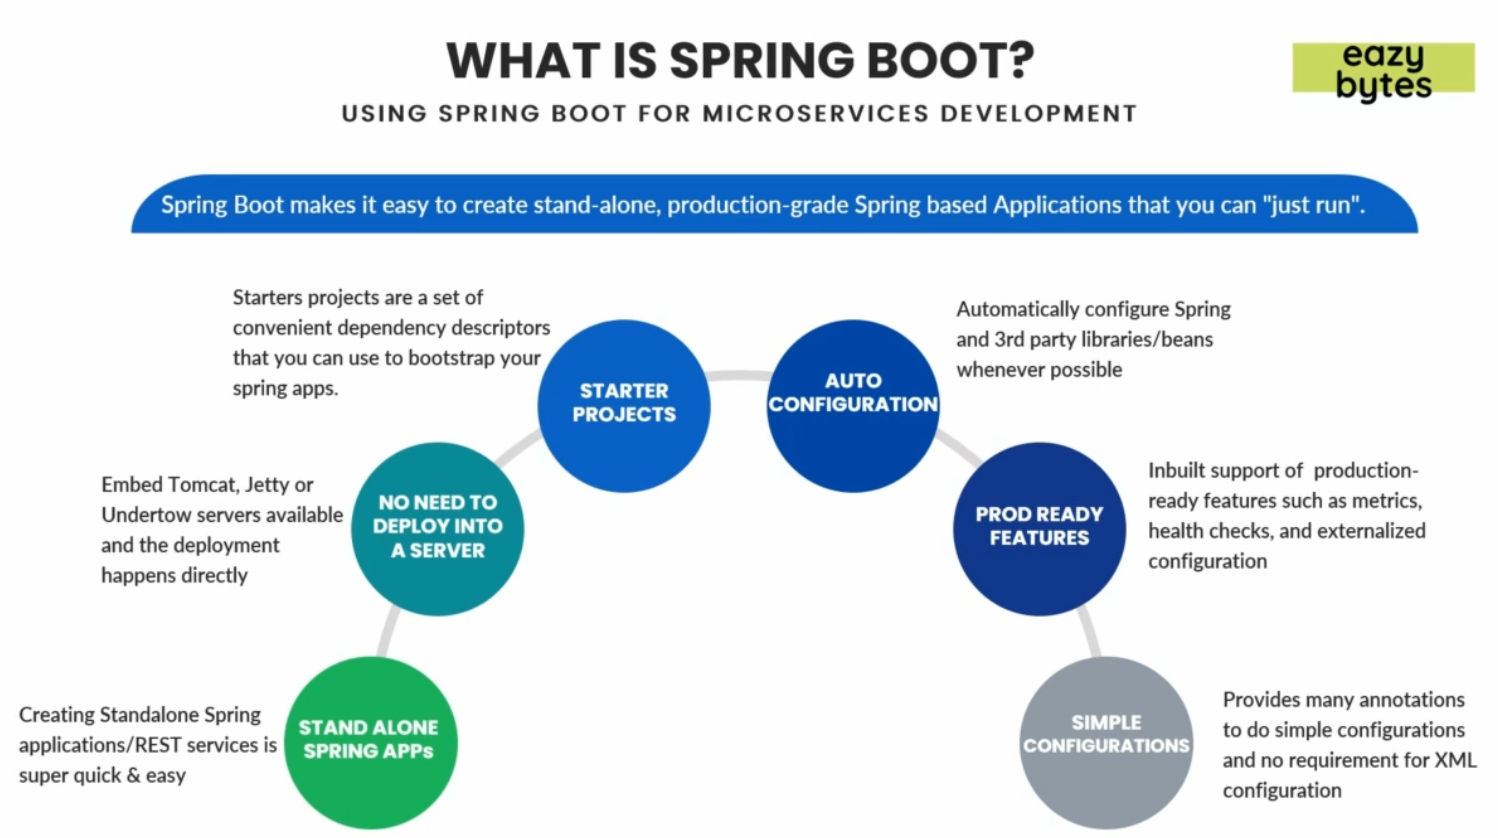 WHAT IS SPRING BOOT?
eazy
bytes
USING SPRING BOOT FOR MICROSERVICES DEVELOPMENT
Spring Boot makes it easy to create stand-alone, production-grade Spring based Applications that you can "just run".
Starters projects are a set of
convenient dependency descriptors
that you can use to bootstrap your
spring apps.
STARTER
PROJECTS
AUTO
CONFIGURATION
Automatically configure Spring
and 3rd party libraries/beans
whenever possible
Embed Tomcat, Jetty or
Undertow servers available
and the deployment
happens directly
NO NEED TO
DEPLOY INTO
A SERVER
PROD READY
FEATURES
Inbuilt support of production-
ready features such as metrics,
health checks, and externalized
configuration
Creating Standalone Spring
applications/REST services is
super quick & easy
STAND ALONE
SPRING APPs
SIMPLE
CONFIGURATIONS
Provides many annotations
to do simple configurations
and no requirement for XML
configuration